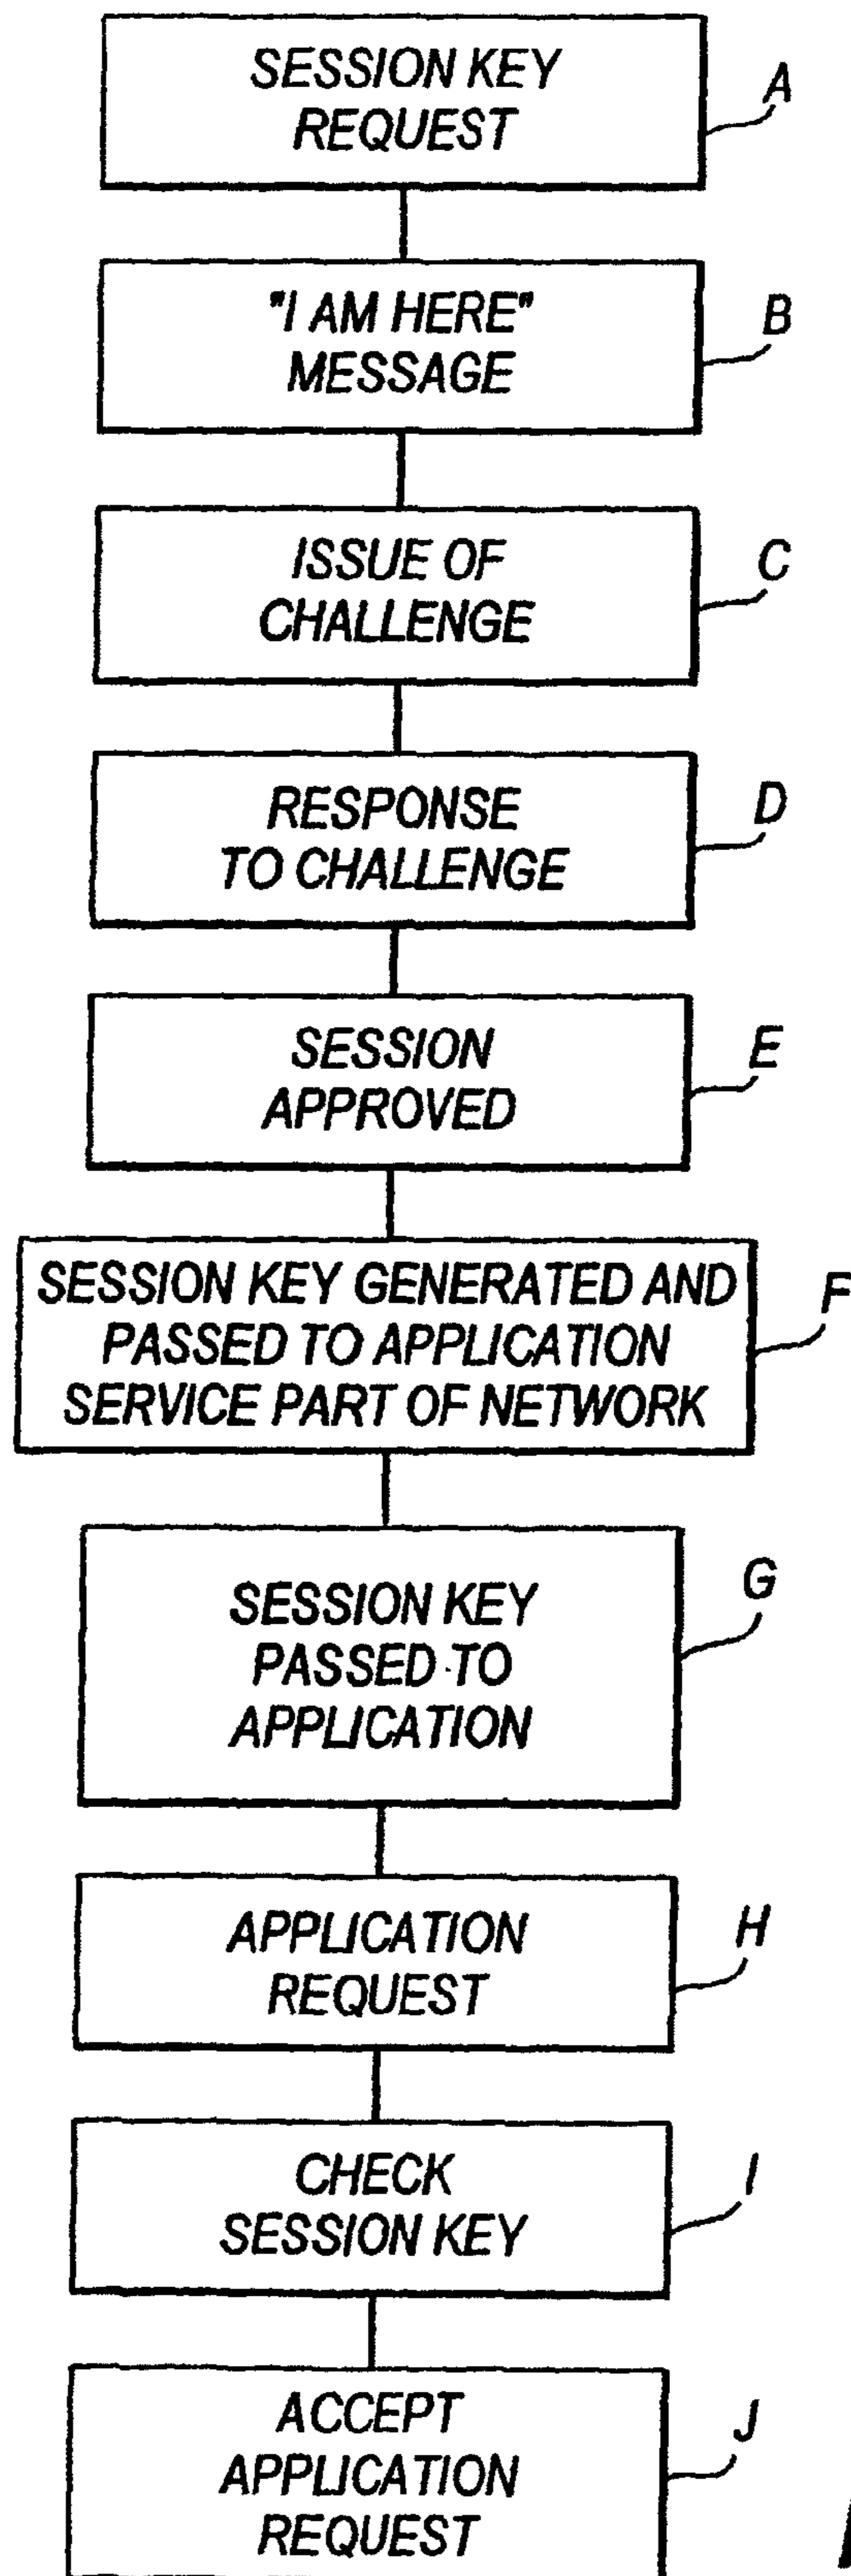 SESSION KEY
REQUEST
A
"I AM HERE"
MESSAGE
B
ISSUE OF
CHALLENGE
C
RESPONSE
TO CHALLENGE
D
SESSION
APPROVED
E
SESSION KEY GENERATED AND
PASSED TO APPLICATION
SERVICE PART OF NETWORK
F
SESSION KEY
PASSED TO
APPLICATION
G
APPLICATION
REQUEST
H
CHECK
SESSION KEY
I
ACCEPT
APPLICATION
REQUEST
J